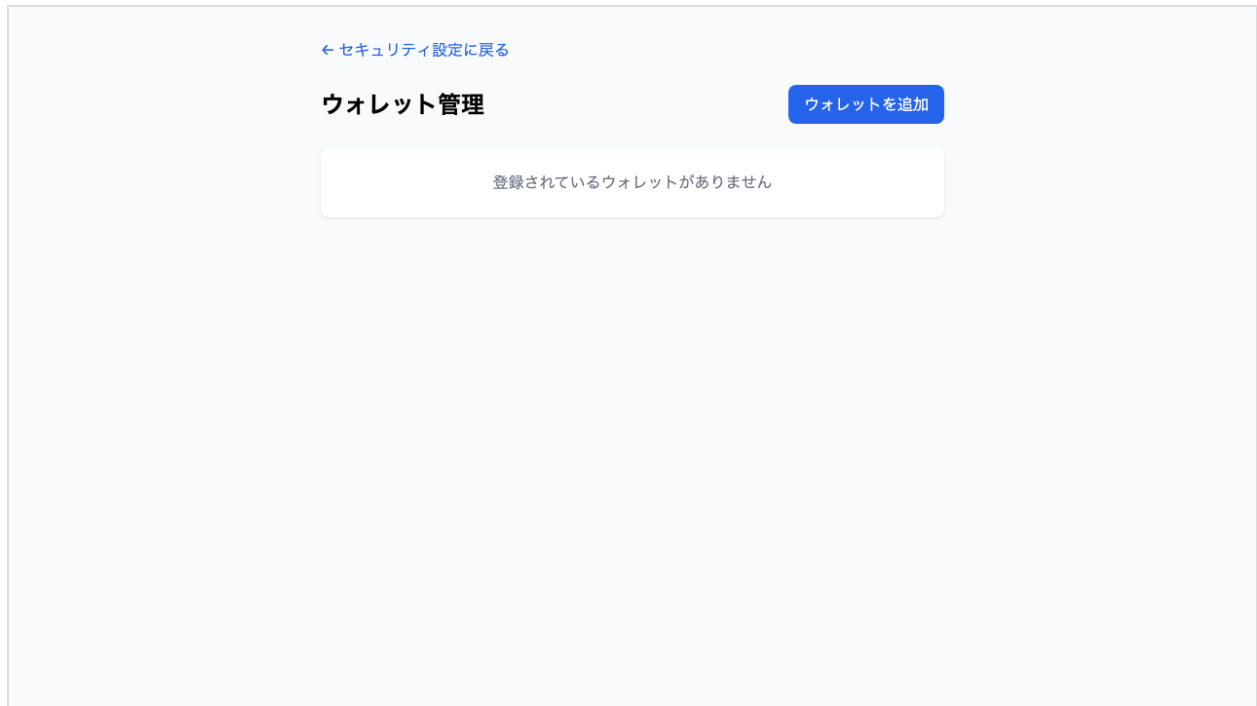 ← セキュリティ設定に戻る
ウォレット管理
ウォレットを追加
登録されているウォレットがありません